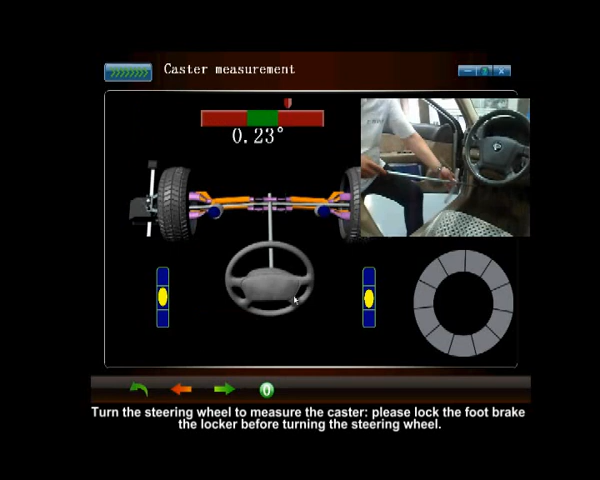 Caster measurement
0.23°
Turn the steering wheel to measure the caster: please lock the foot brake
the locker before turning the steering wheel.